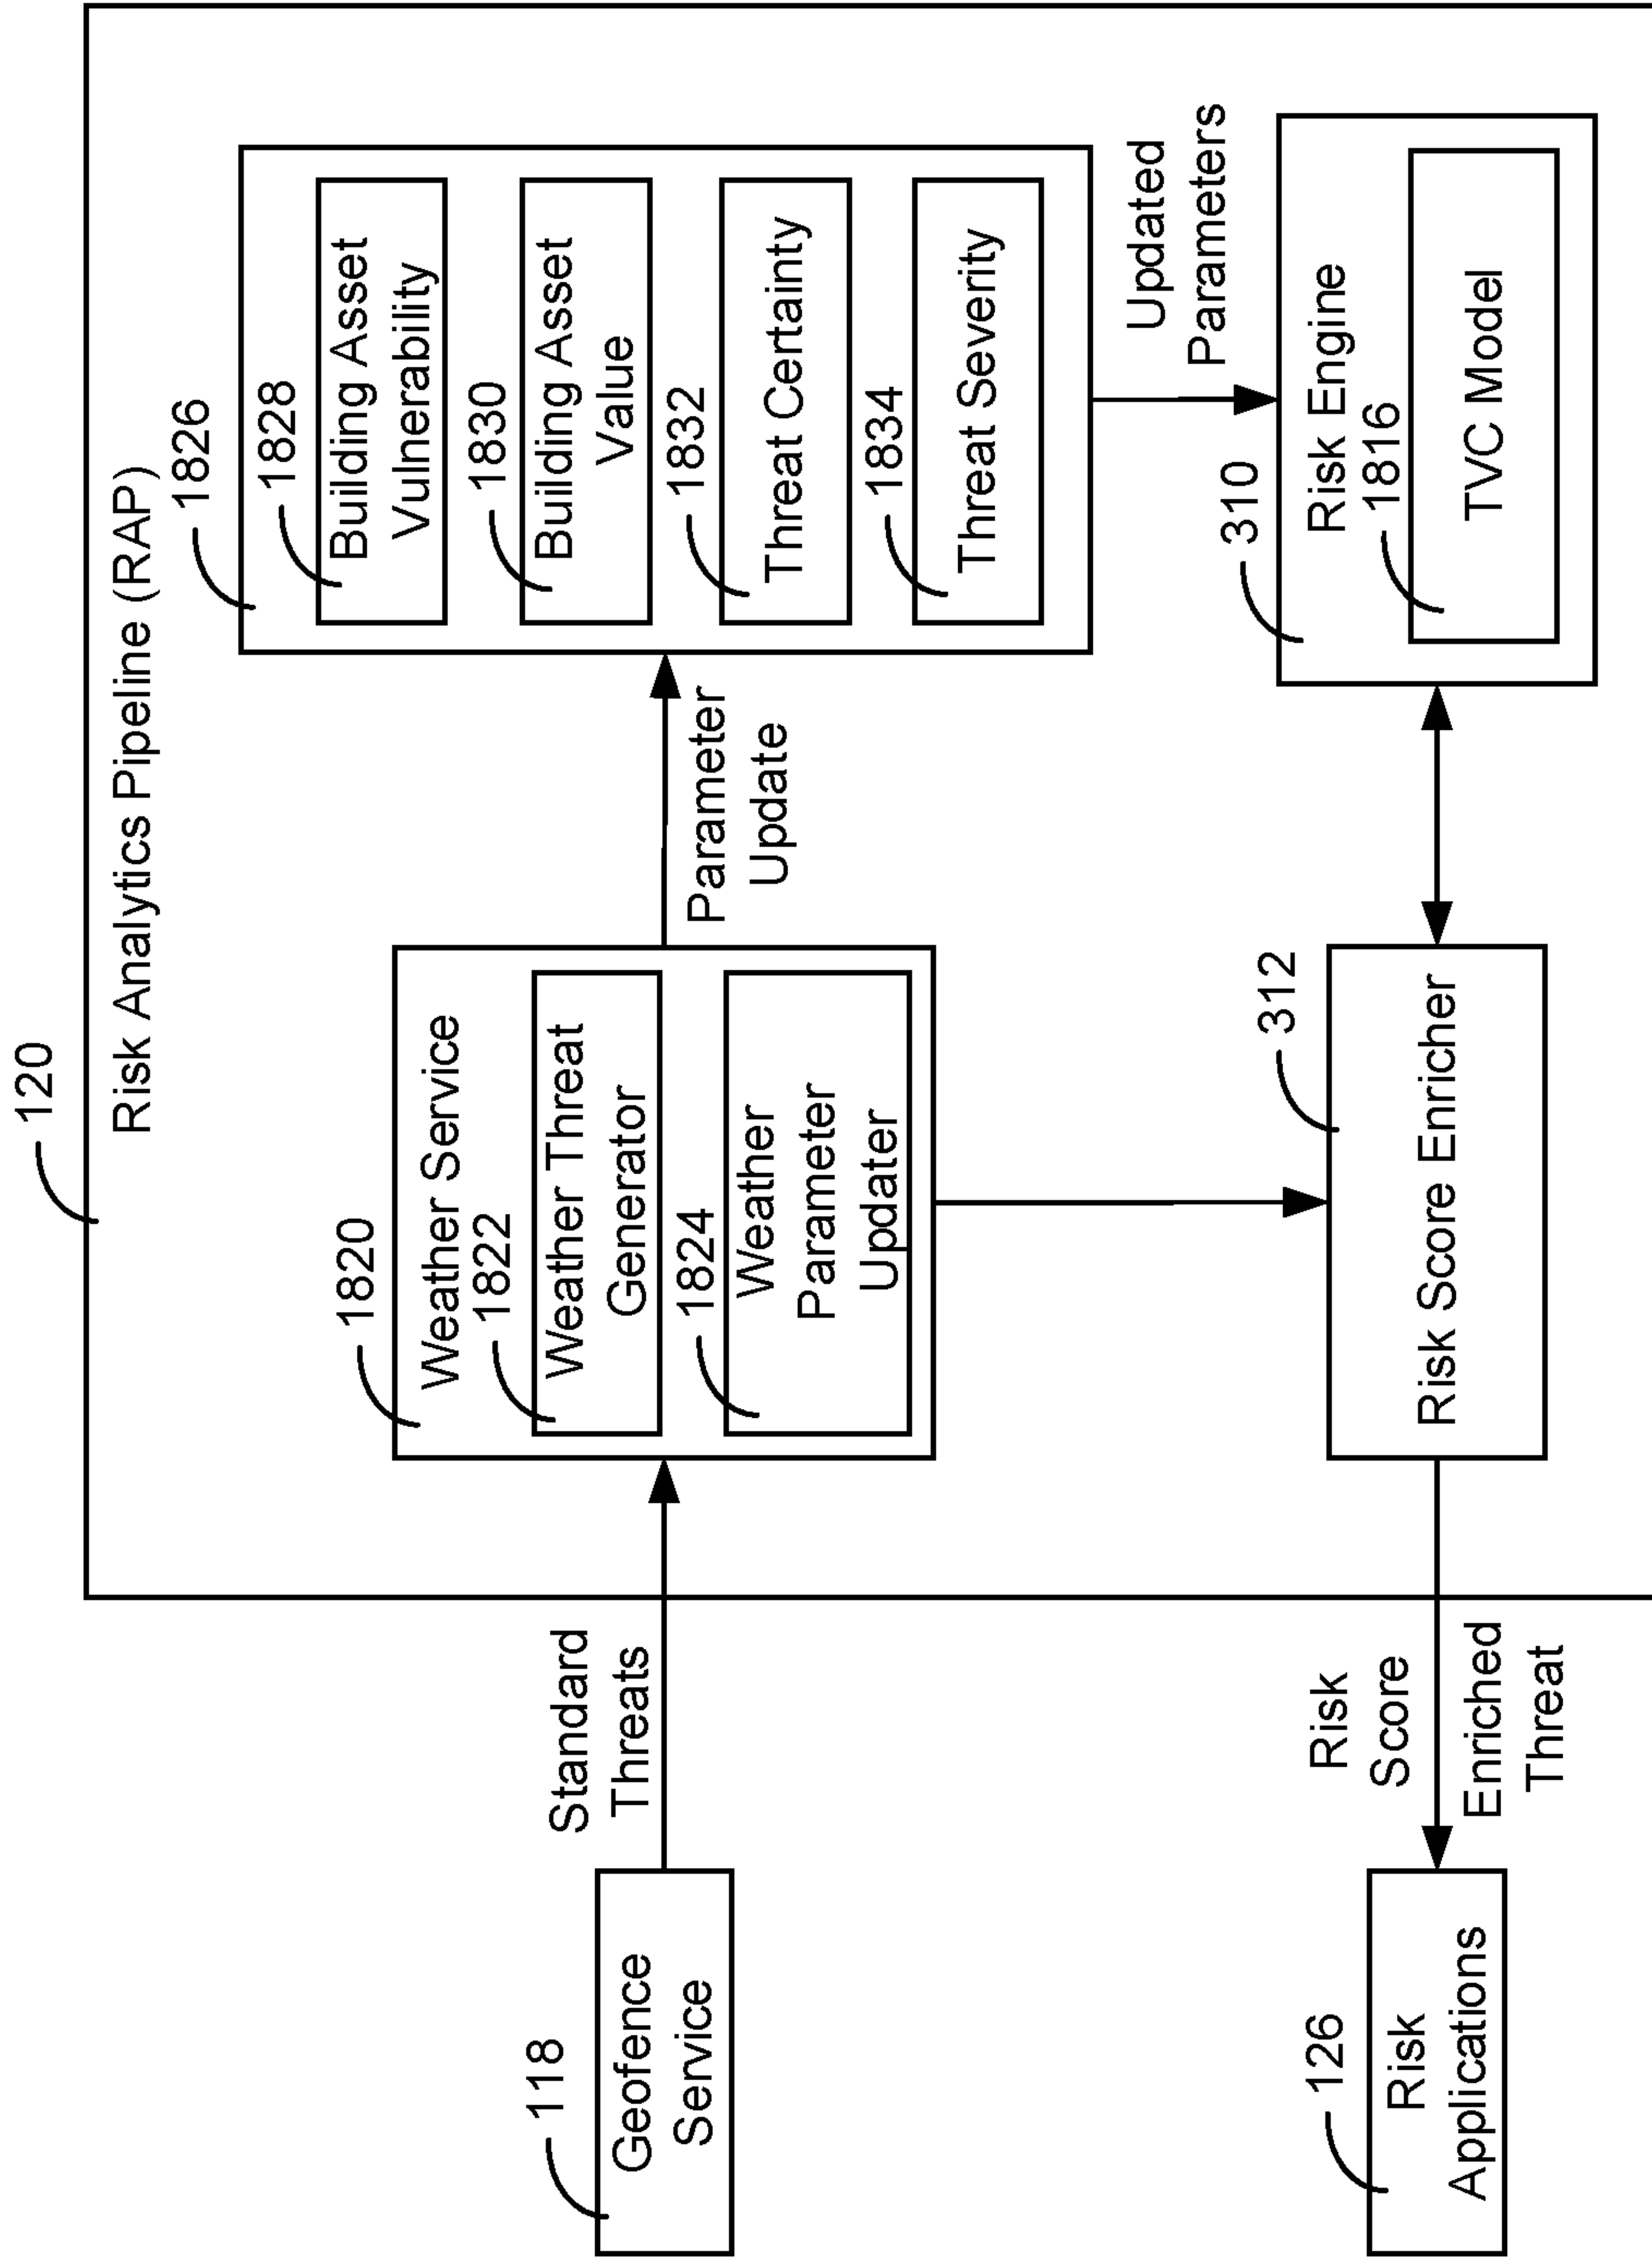 120
Risk Analytics Pipeline (RAP)
118
Geofence
Service
Standard
Threats
1820
Weather Service
1822
Weather Threat
Generator
1824
Weather
Parameter
Updater
Parameter
Update
1826
1828
Building Asset
Vulnerability
1830
Building Asset
Value
1832
Threat Certainty
1834
Threat Severity
Updated
Parameters
126
Risk
Applications
Risk
Score
Enriched
Threat
312
Risk Score Enricher
310
Risk Engine
1816
TVC Model